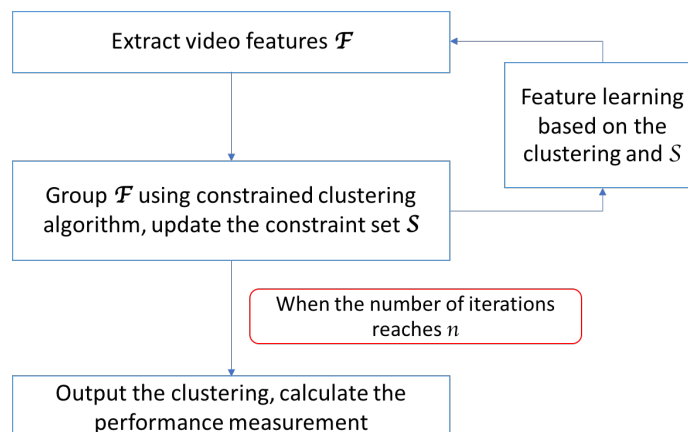 Extract video features 𝓕
Feature learning
based on the
clustering and S
Group 𝓕 using constrained clustering
algorithm, update the constraint set 𝑺
When the number of iterations
reaches n
Output the clustering, calculate the
performance measurement